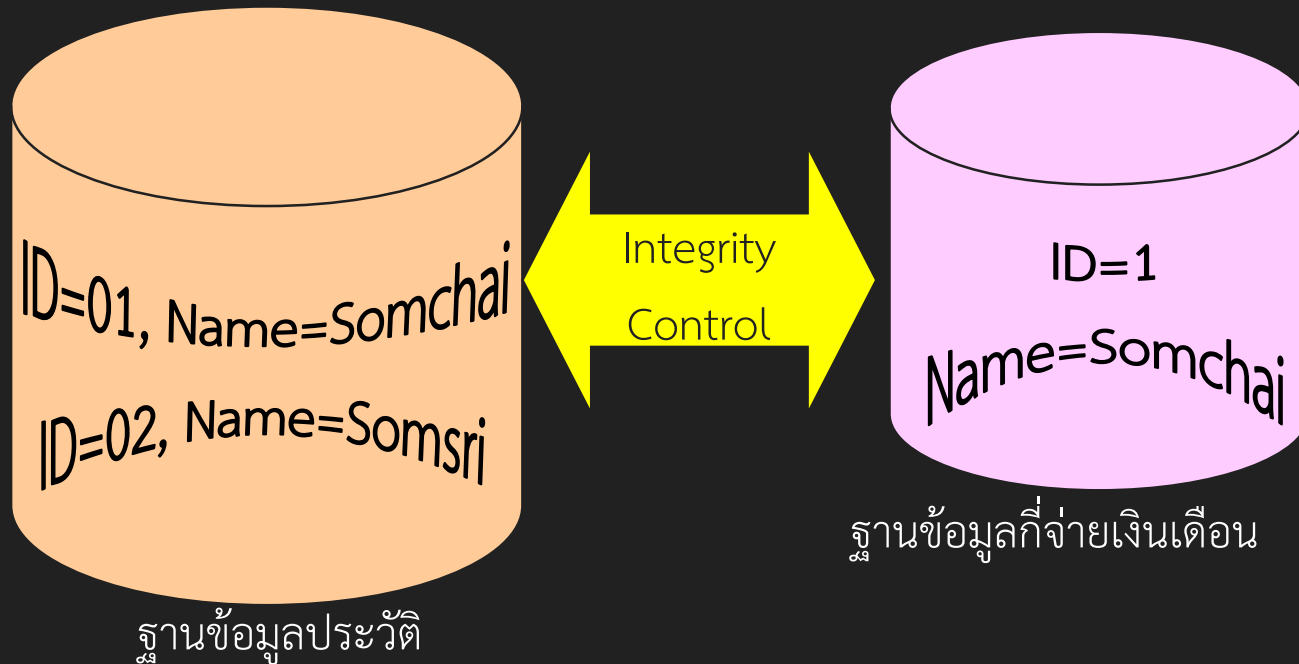 ID=01, Name=Somchai
ID=02, Name=Somsri
ฐานข้อมูลประวัติ
Integrity
Control
ID=1
Name=Somchai
ฐานข้อมูลกี่จ่ายเงินเดือน